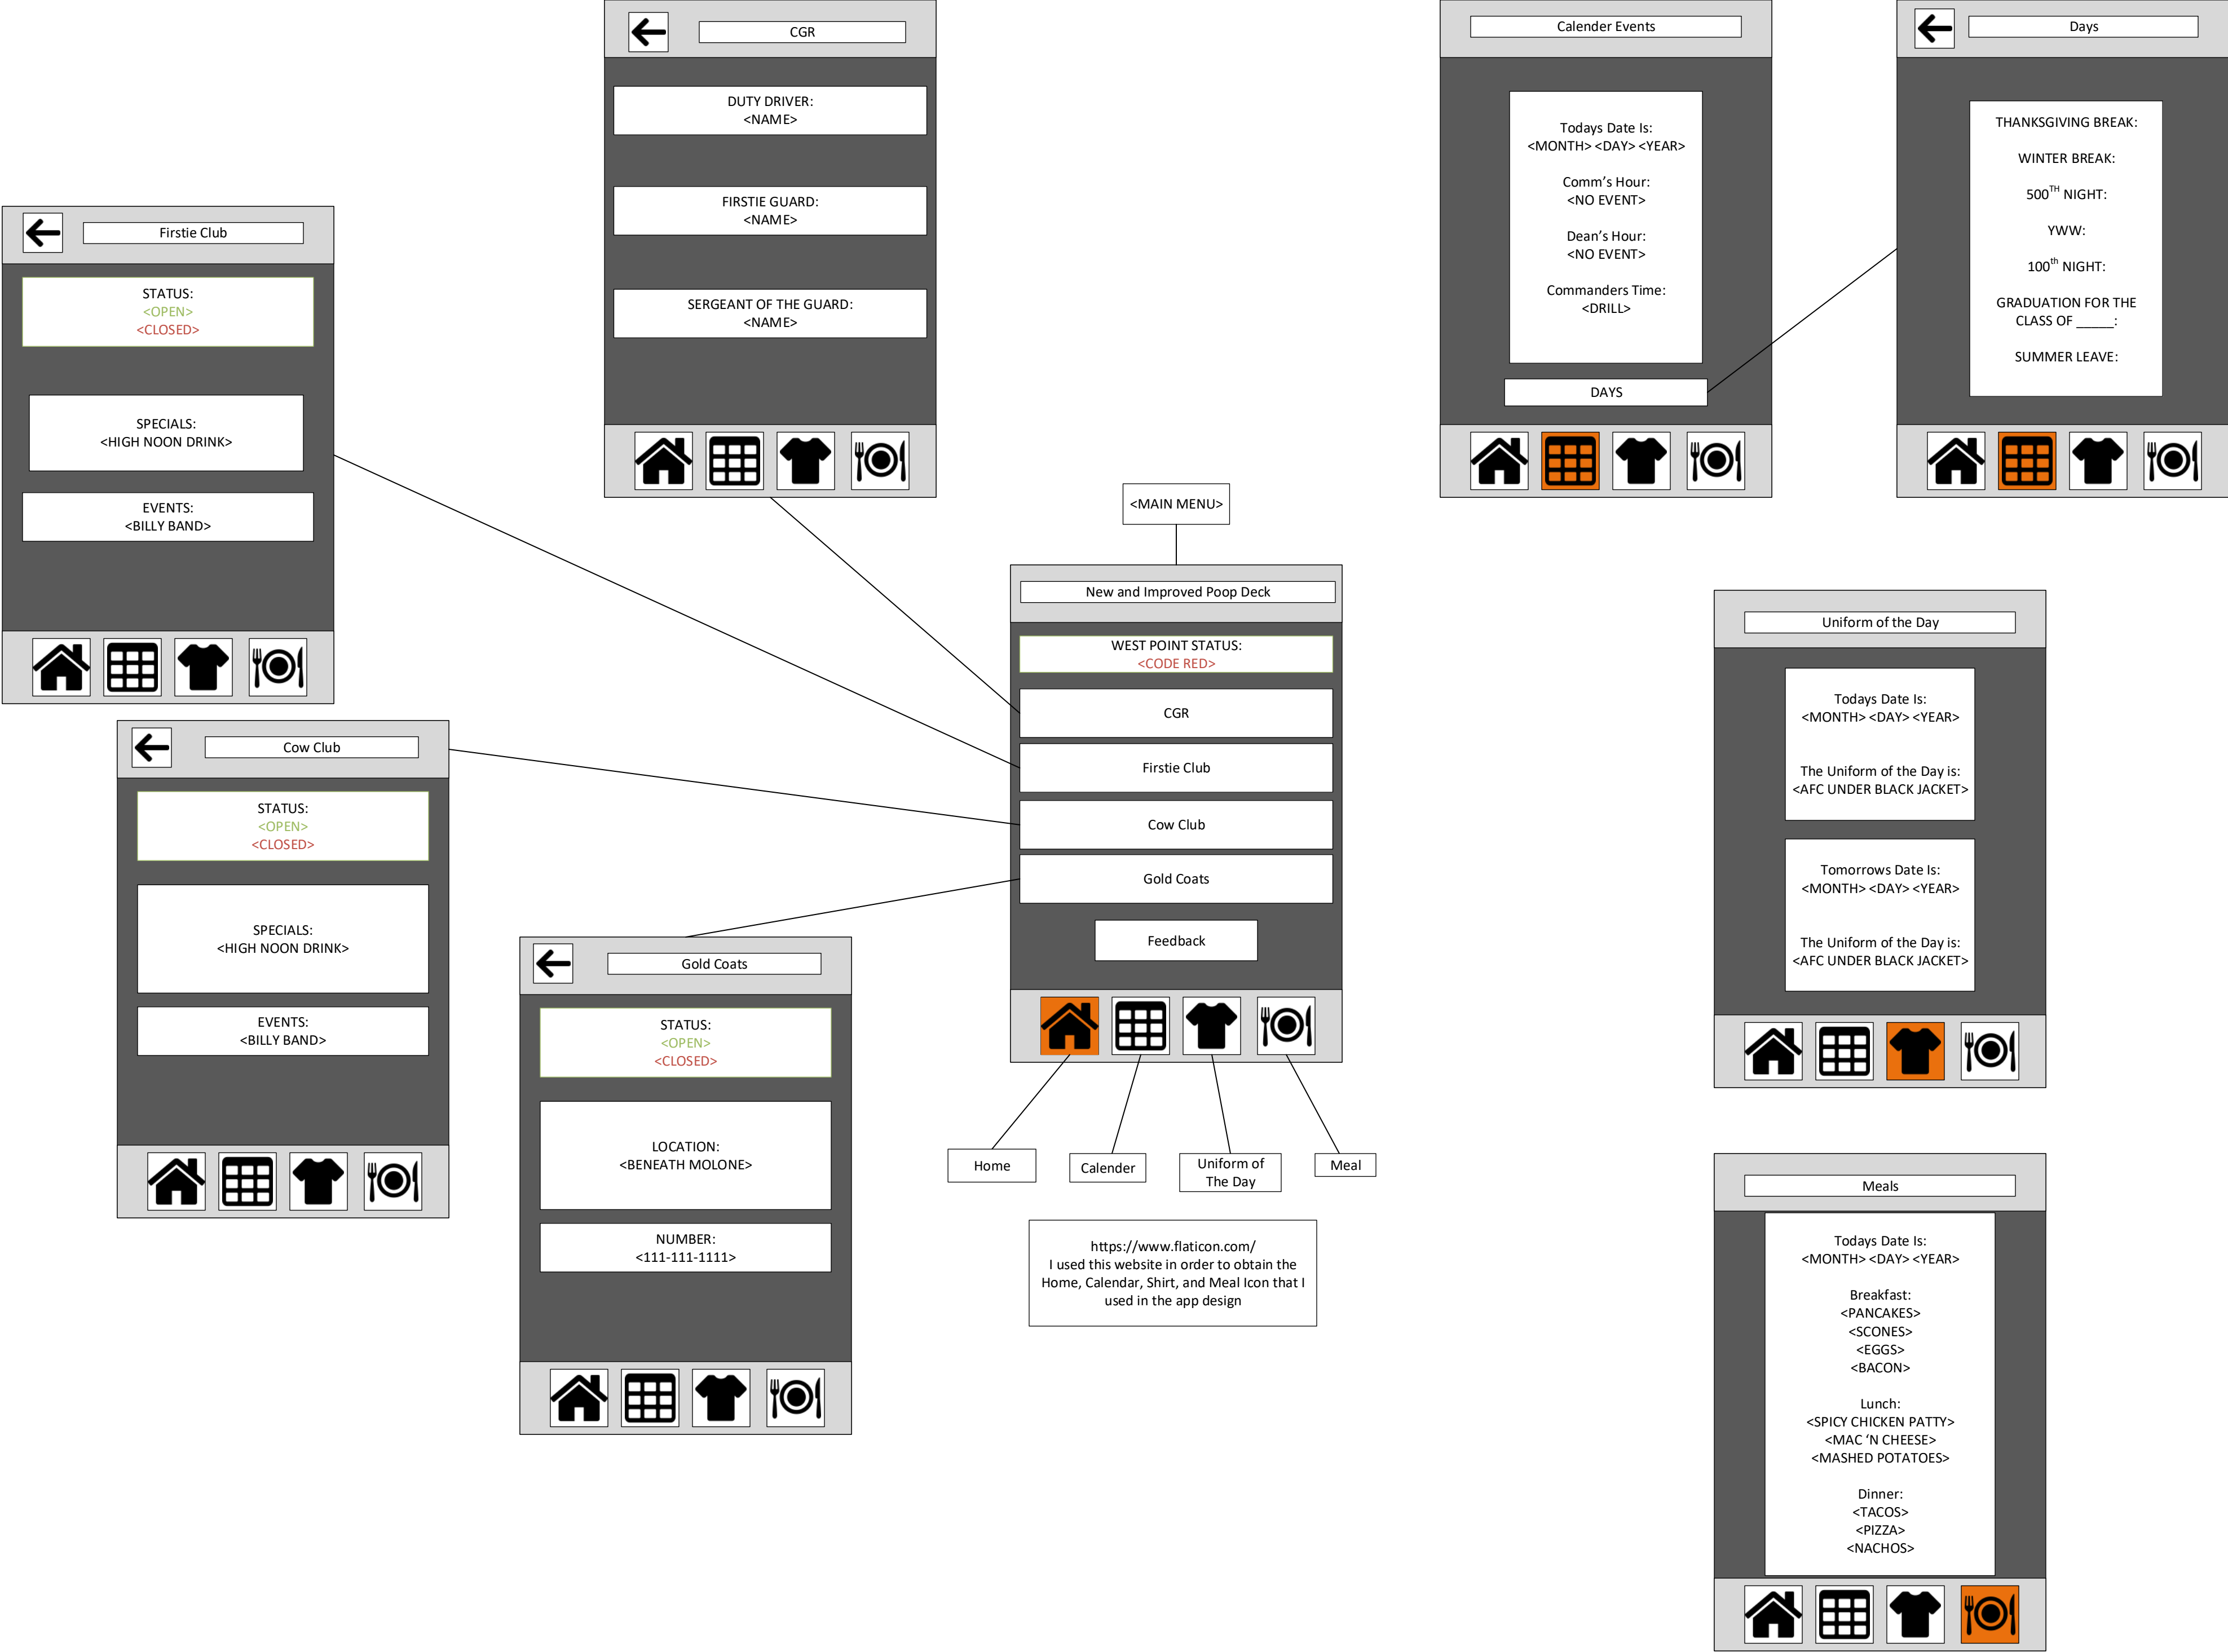 CGR
DUTY DRIVER:
<NAME>
FIRSTIE GUARD:
<NAME>
SERGEANT OF THE GUARD:
<NAME>
Calender Events
Todays Date Is:
<MONTH> <DAY> <YEAR>
Comm’s Hour:
<NO EVENT>
Dean’s Hour:
<NO EVENT>
Commanders Time:
<DRILL>
DAYS
Days
THANKSGIVING BREAK:
WINTER BREAK:
500TH NIGHT:
YWW:
100th NIGHT:
GRADUATION FOR THE
CLASS OF _____:
SUMMER LEAVE:
Firstie Club
STATUS:
<OPEN>
<CLOSED>
SPECIALS:
<HIGH NOON DRINK>
EVENTS:
<BILLY BAND>
<MAIN MENU>
New and Improved Poop Deck
WEST POINT STATUS:
<CODE RED>
CGR
Firstie Club
Cow Club
Gold Coats
Feedback
Home
Calender
Uniform of
The Day
Meal
https://www.flaticon.com/
I used this website in order to obtain the
Home, Calendar, Shirt, and Meal Icon that I
used in the app design
Cow Club
STATUS:
<OPEN>
<CLOSED>
SPECIALS:
<HIGH NOON DRINK>
EVENTS:
<BILLY BAND>
Gold Coats
STATUS:
<OPEN>
<CLOSED>
LOCATION:
<BENEATH MOLONE>
NUMBER:
<111-111-1111>
Uniform of the Day
Todays Date Is:
<MONTH> <DAY> <YEAR>
The Uniform of the Day is:
<AFC UNDER BLACK JACKET>
Tomorrows Date Is:
<MONTH> <DAY> <YEAR>
The Uniform of the Day is:
<AFC UNDER BLACK JACKET>
Meals
Todays Date Is:
<MONTH> <DAY> <YEAR>
Breakfast:
<PANCAKES>
<SCONES>
<EGGS>
<BACON>
Lunch:
<SPICY CHICKEN PATTY>
<MAC ‘N CHEESE>
<MASHED POTATOES>
Dinner:
<TACOS>
<PIZZA>
<NACHOS>